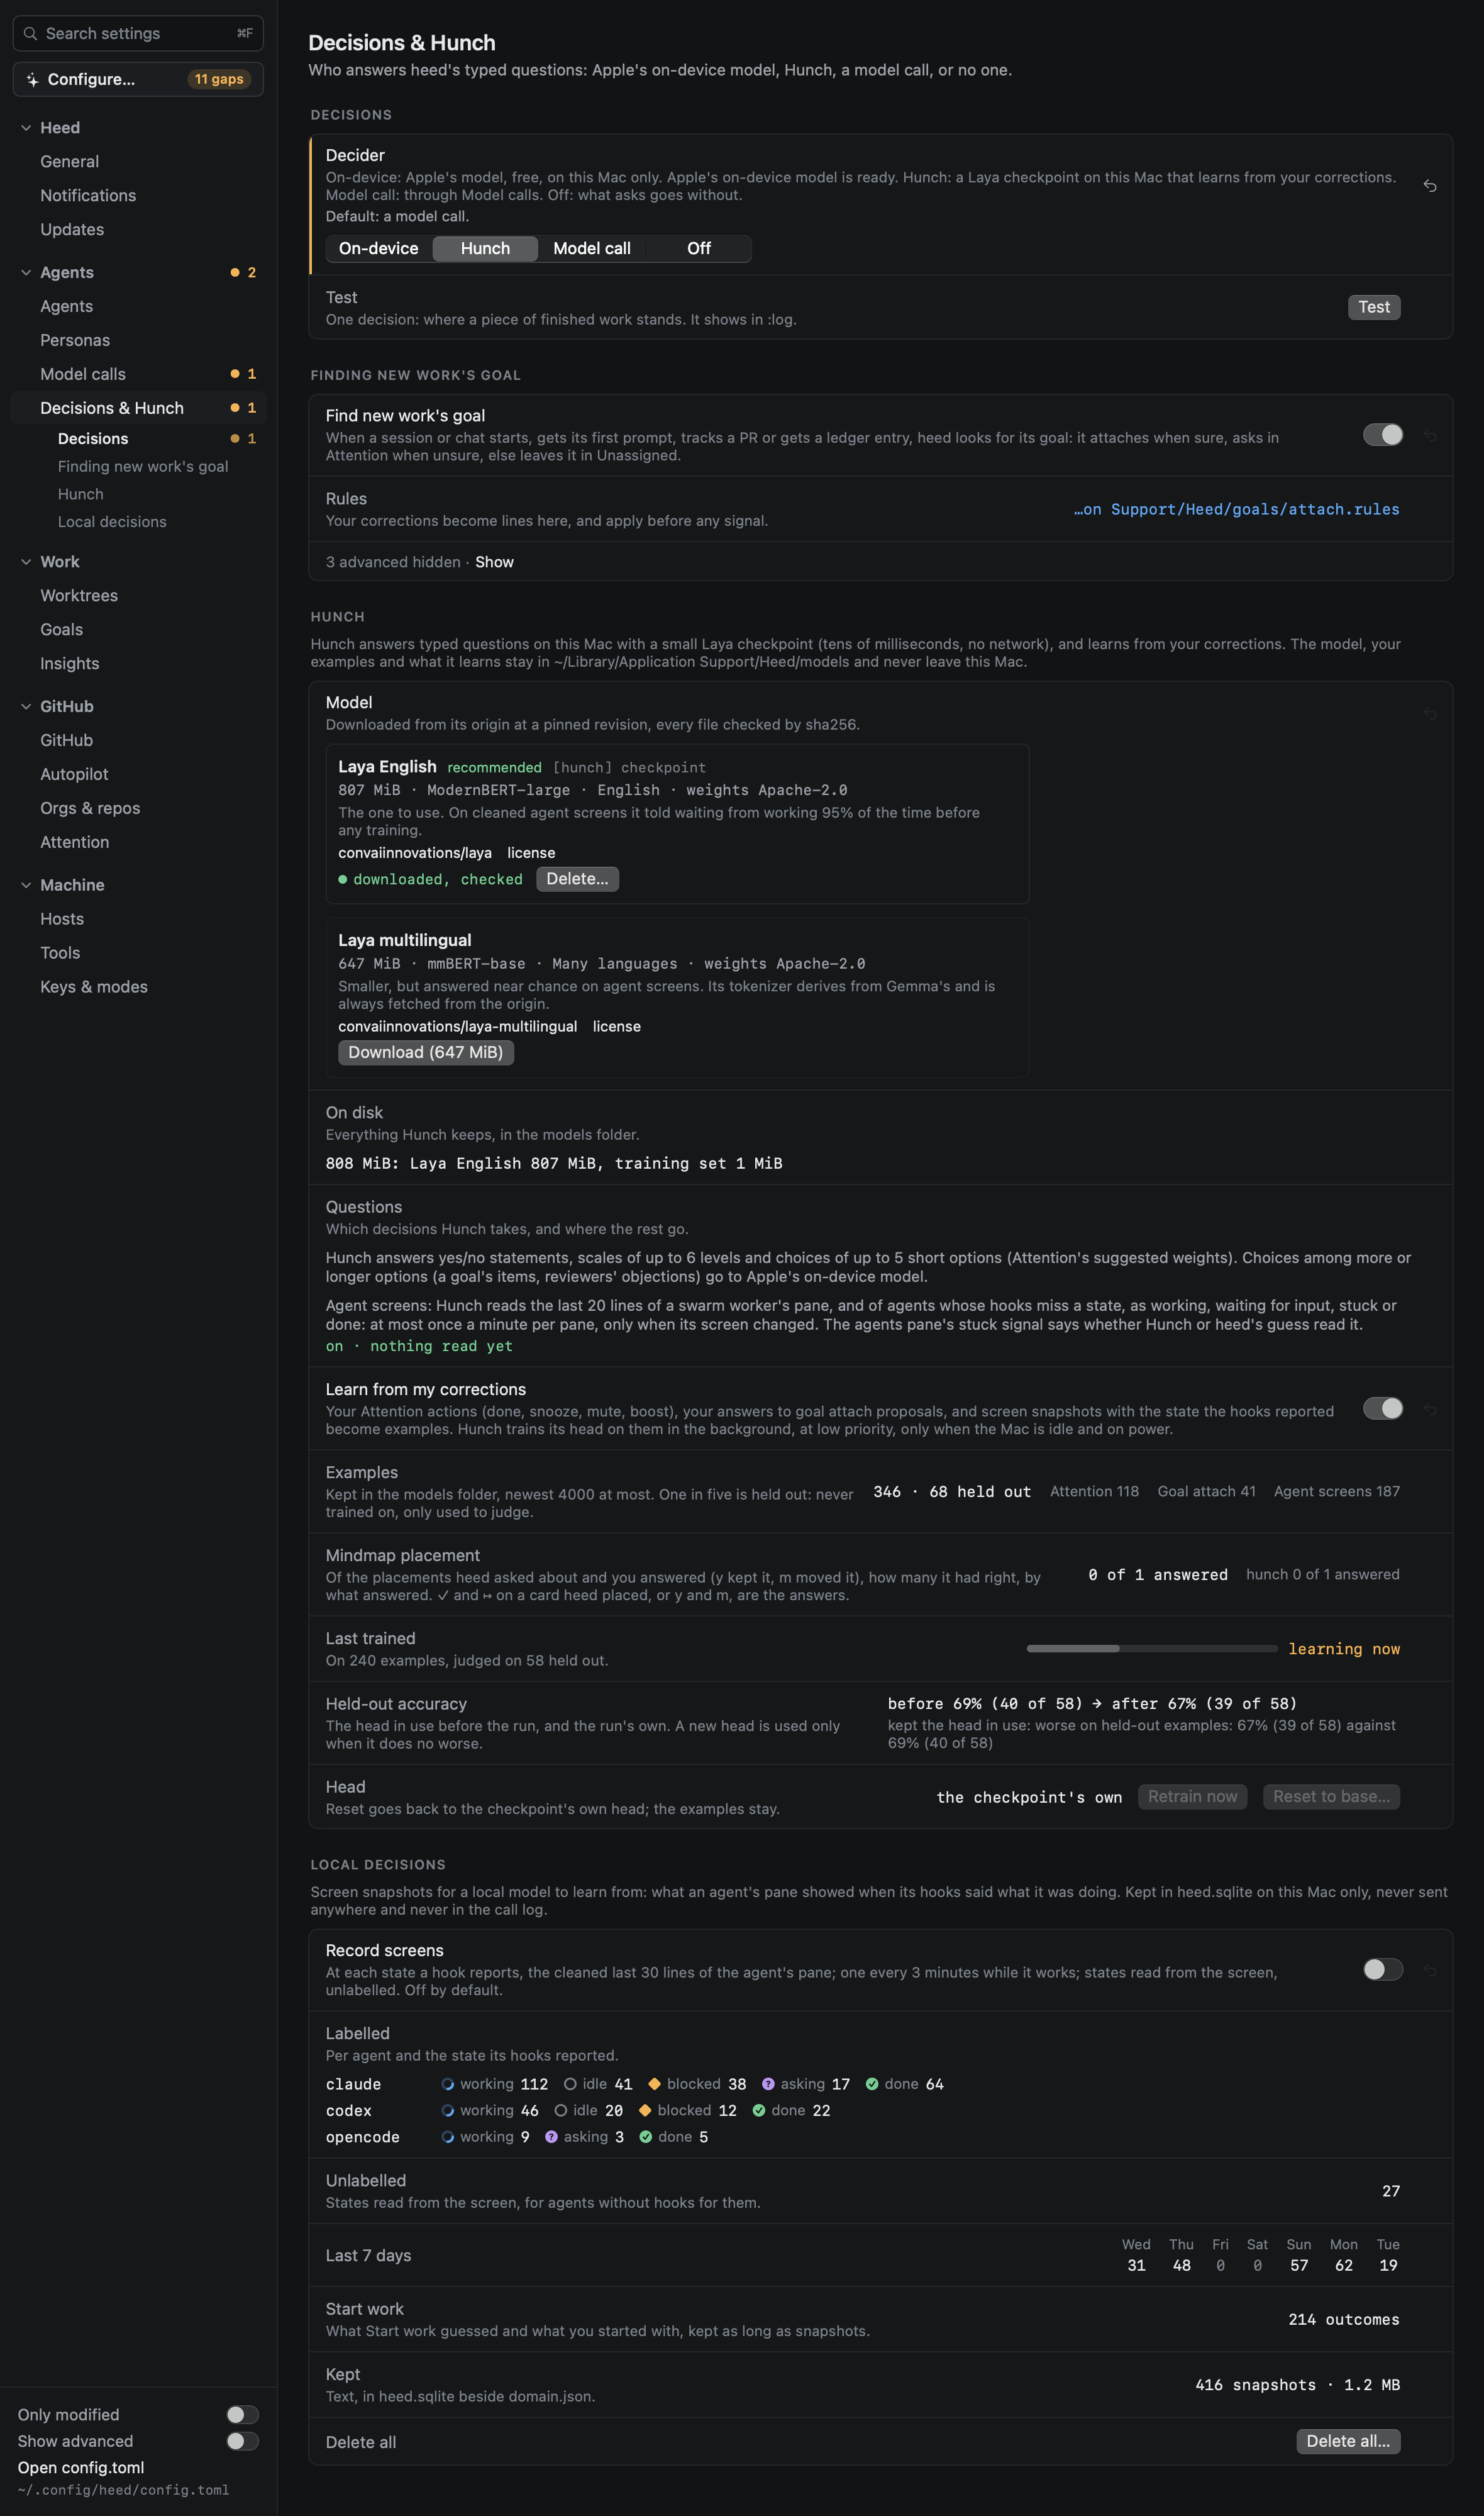 Search settings ⌘F
Configure... 11 gaps
Heed
General
Notifications
Updates
Agents 2
Agents
Personas
Model calls 1
Decisions & Hunch 1
Decisions 1
Finding new work's goal
Hunch
Local decisions
Work
Worktrees
Goals
Insights
GitHub
GitHub
Autopilot
Orgs & repos
Attention
Machine
Hosts
Tools
Keys & modes
Only modified
Show advanced
Open config.toml
~/.config/heed/config.toml
Decisions & Hunch
Who answers heed's typed questions: Apple's on-device model, Hunch, a model call, or no one.
DECISIONS
Decider
On-device: Apple's model, free, on this Mac only. Apple's on-device model is ready. Hunch: a Laya checkpoint on this Mac that learns from your corrections.
Model call: through Model calls. Off: what asks goes without.
Default: a model call.
On-device Hunch Model call Off
Test
One decision: where a piece of finished work stands. It shows in :log.
Test
FINDING NEW WORK'S GOAL
Find new work's goal
When a session or chat starts, gets its first prompt, tracks a PR or gets a ledger entry, heed looks for its goal: it attaches when sure, asks in
Attention when unsure, else leaves it in Unassigned.
Rules
Your corrections become lines here, and apply before any signal.
…on Support/Heed/goals/attach.rules
3 advanced hidden · Show
HUNCH
Hunch answers typed questions on this Mac with a small Laya checkpoint (tens of milliseconds, no network), and learns from your corrections. The model, your
examples and what it learns stay in ~/Library/Application Support/Heed/models and never leave this Mac.
Model
Downloaded from its origin at a pinned revision, every file checked by sha256.
Laya English recommended [hunch] checkpoint
807 MiB · ModernBERT-large · English · weights Apache-2.0
The one to use. On cleaned agent screens it told waiting from working 95% of the time before
any training.
convaiinnovations/laya license
downloaded, checked Delete...
Laya multilingual
647 MiB · mmBERT-base · Many languages · weights Apache-2.0
Smaller, but answered near chance on agent screens. Its tokenizer derives from Gemma's and is
always fetched from the origin.
convaiinnovations/laya-multilingual license
Download (647 MiB)
On disk
Everything Hunch keeps, in the models folder.
808 MiB: Laya English 807 MiB, training set 1 MiB
Questions
Which decisions Hunch takes, and where the rest go.
Hunch answers yes/no statements, scales of up to 6 levels and choices of up to 5 short options (Attention's suggested weights). Choices among more or
longer options (a goal's items, reviewers' objections) go to Apple's on-device model.
Agent screens: Hunch reads the last 20 lines of a swarm worker's pane, and of agents whose hooks miss a state, as working, waiting for input, stuck or
done: at most once a minute per pane, only when its screen changed. The agents pane's stuck signal says whether Hunch or heed's guess read it.
on · nothing read yet
Learn from my corrections
Your Attention actions (done, snooze, mute, boost), your answers to goal attach proposals, and screen snapshots with the state the hooks reported
become examples. Hunch trains its head on them in the background, at low priority, only when the Mac is idle and on power.
Examples
Kept in the models folder, newest 4000 at most. One in five is held out: never
trained on, only used to judge.
346 · 68 held out Attention 118 Goal attach 41 Agent screens 187
Mindmap placement
Of the placements heed asked about and you answered (y kept it, m moved it), how many it had right, by
what answered. ✓ and ↦ on a card heed placed, or y and m, are the answers.
0 of 1 answered hunch 0 of 1 answered
Last trained
On 240 examples, judged on 58 held out.
learning now
Held-out accuracy
The head in use before the run, and the run's own. A new head is used only
when it does no worse.
before 69% (40 of 58) → after 67% (39 of 58)
kept the head in use: worse on held-out examples: 67% (39 of 58) against
69% (40 of 58)
Head
Reset goes back to the checkpoint's own head; the examples stay.
the checkpoint's own Retrain now Reset to base...
LOCAL DECISIONS
Screen snapshots for a local model to learn from: what an agent's pane showed when its hooks said what it was doing. Kept in heed.sqlite on this Mac only, never sent
anywhere and never in the call log.
Record screens
At each state a hook reports, the cleaned last 30 lines of the agent's pane; one every 3 minutes while it works; states read from the screen,
unlabelled. Off by default.
Labelled
Per agent and the state its hooks reported.
claude working 112 idle 41 blocked 38 ? asking 17 done 64
codex working 46 idle 20 blocked 12 done 22
opencode working 9 ? asking 3 done 5
Unlabelled
States read from the screen, for agents without hooks for them.
27
Last 7 days
Wed Thu Fri Sat Sun Mon Tue
31 48 0 0 57 62 19
Start work
What Start work guessed and what you started with, kept as long as snapshots.
214 outcomes
Kept
Text, in heed.sqlite beside domain.json.
416 snapshots · 1.2 MB
Delete all
Delete all...